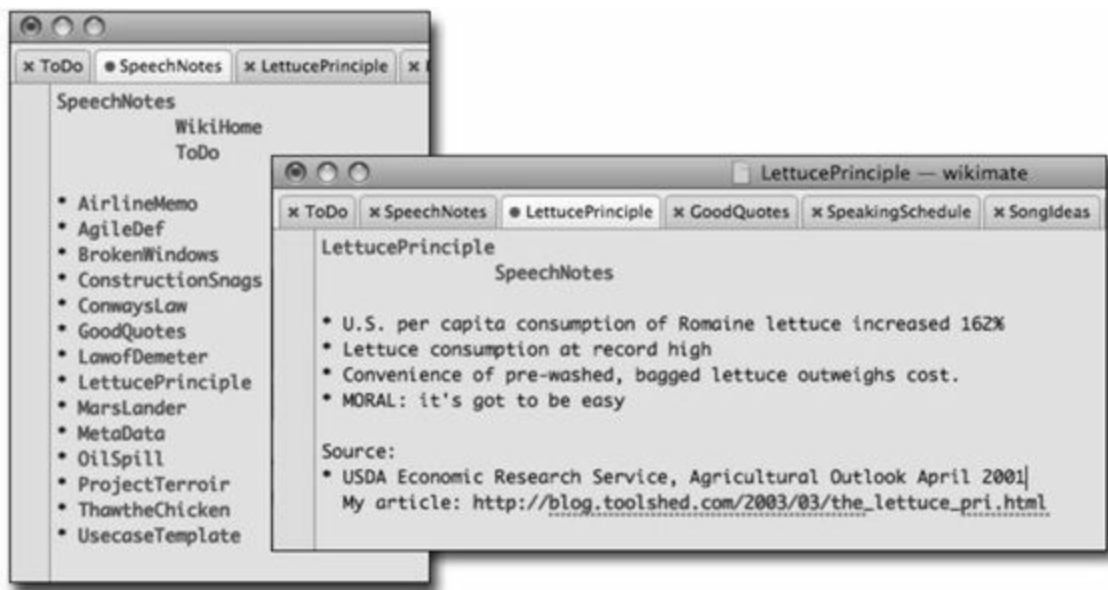 ToDo SpeechNotes LettucePrinciple
SpeechNotes
WikiHome
ToDo
* AirlineMemo
* AgileDef
* BrokenWindows
* ConstructionSnags
* ConwaysLaw
* GoodQuotes
* LawofDemeter
* LettucePrinciple
* MarsLander
* MetaData
* OilSpill
* ProjectTerroir
* ThawtheChicken
* UsecaseTemplate
LettucePrinciple — wikimate
ToDo SpeechNotes LettucePrinciple GoodQuotes SpeakingSchedule SongIdeas
LettucePrinciple
SpeechNotes
* U.S. per capita consumption of Romaine lettuce increased 162%
* Lettuce consumption at record high
* Convenience of pre-washed, bagged lettuce outweighs cost.
* MORAL: it's got to be easy
Source:
* USDA Economic Research Service, Agricultural Outlook April 2001
My article: http://blog.toolshed.com/2003/03/the_lettuce_pri.html